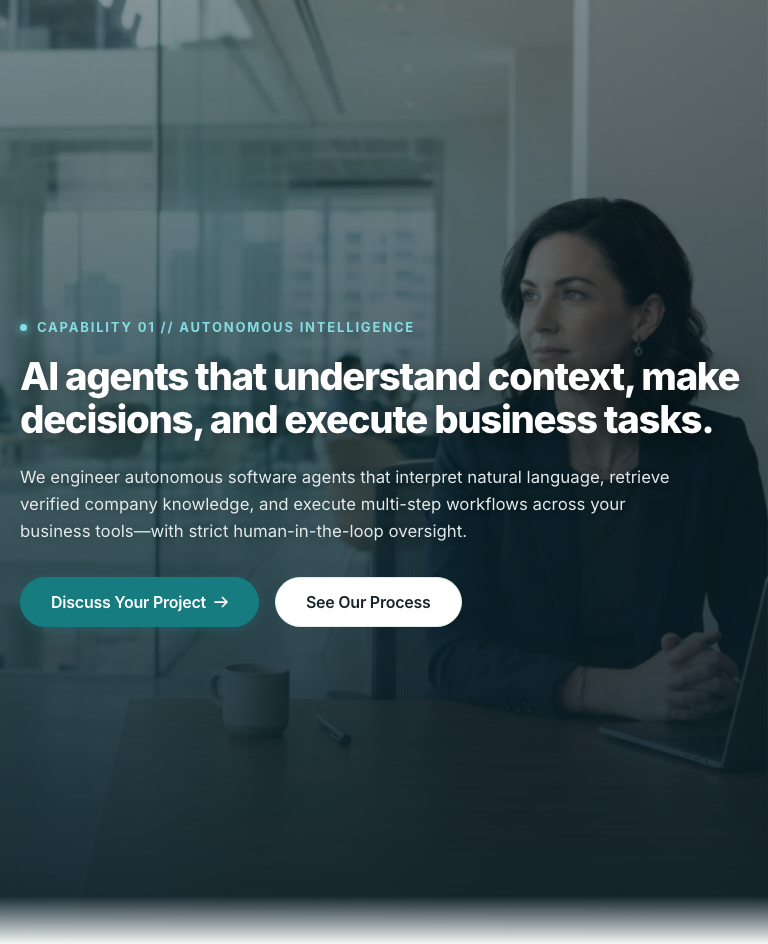 CAPABILITY 01 // AUTONOMOUS INTELLIGENCE
AI agents that understand context, make
decisions, and execute business tasks.
We engineer autonomous software agents that interpret natural language, retrieve
verified company knowledge, and execute multi-step workflows across your
business tools—with strict human-in-the-loop oversight.
Discuss Your Project →
See Our Process